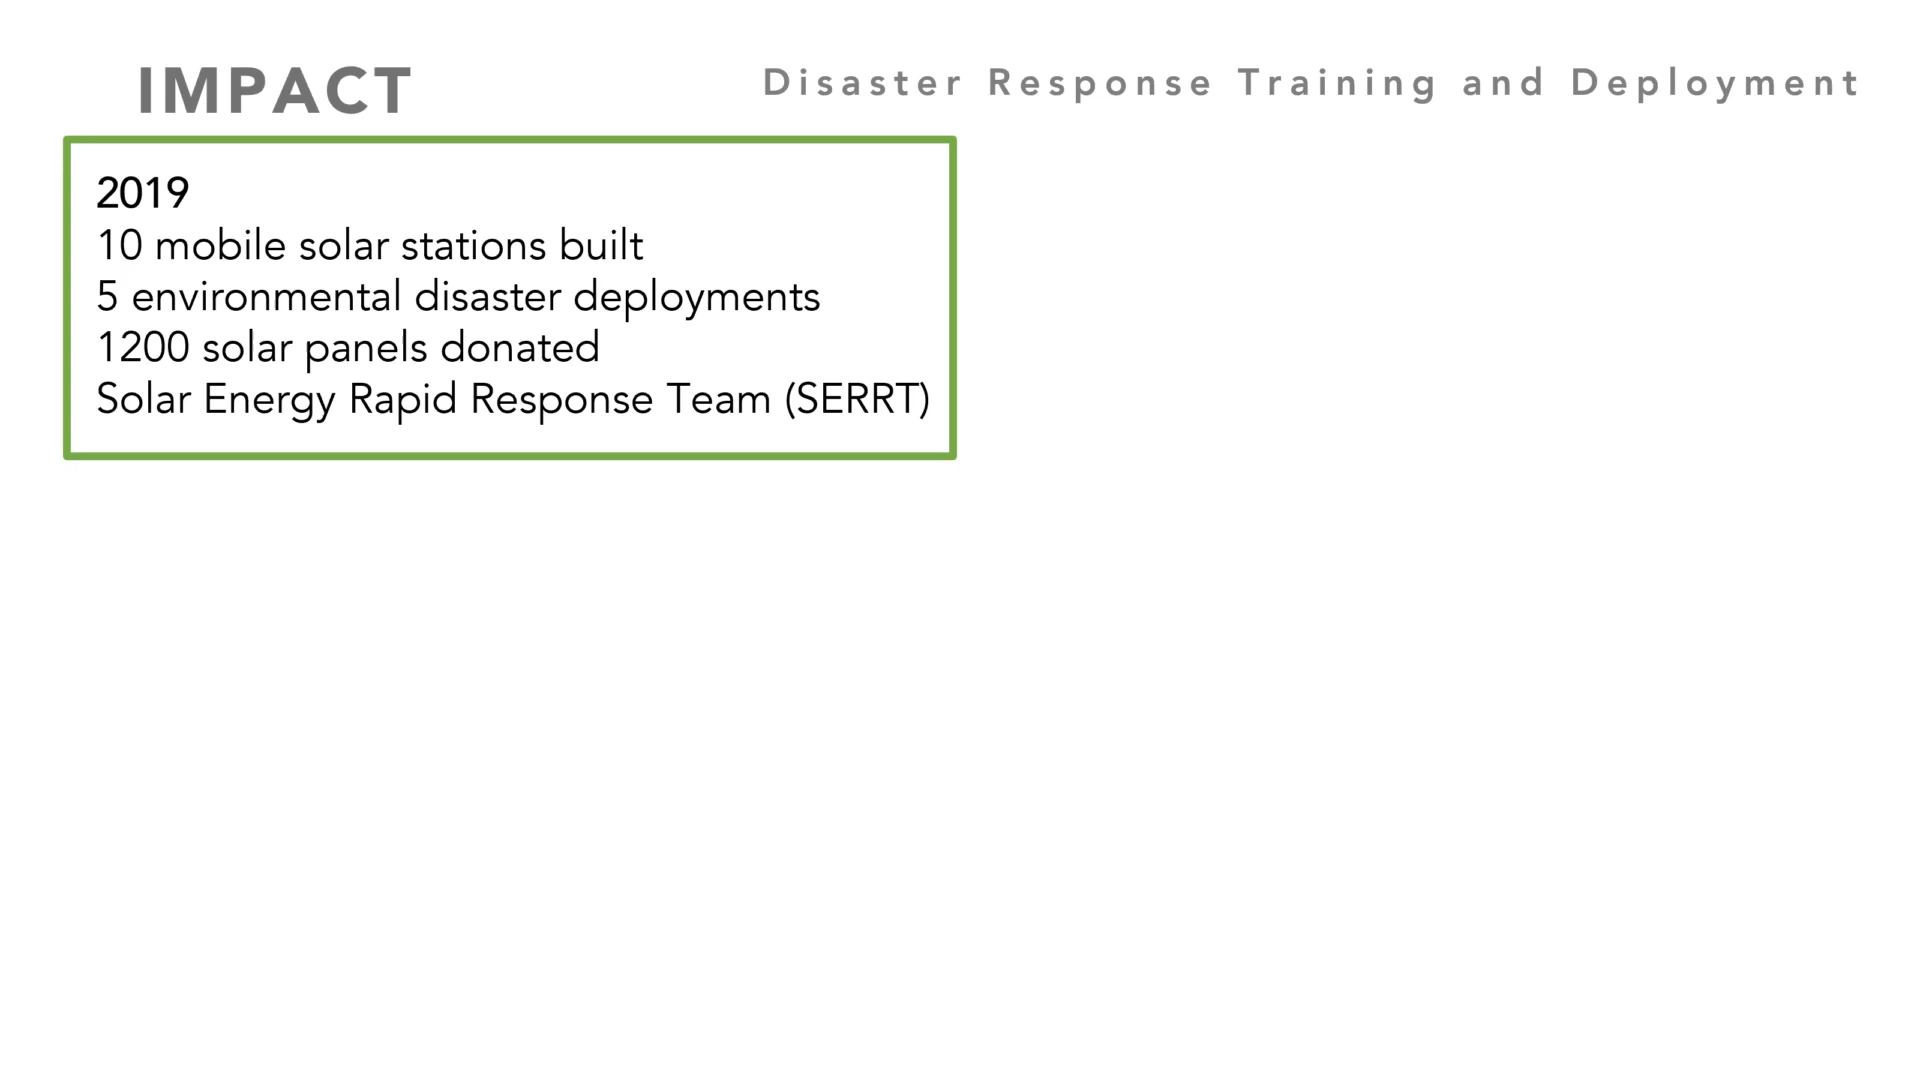 IMPACT
Disaster Response Training and Deployment
2019
10 mobile solar stations built
5 environmental disaster deployments
1200 solar panels donated
Solar Energy Rapid Response Team (SERRT)